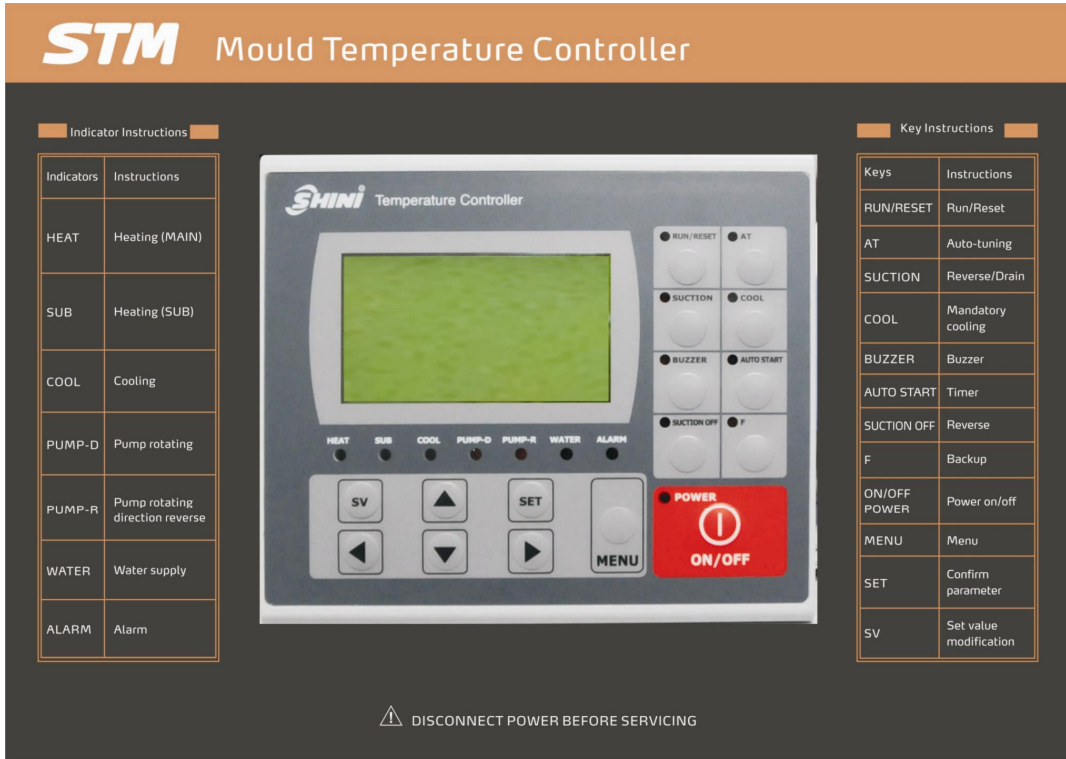 STM Mould Temperature Controller
Indicator Instructions
Indicators Instructions
HEAT Heating (MAIN)
SUB Heating (SUB)
COOL Cooling
PUMP-D Pump rotating
PUMP-R Pump rotating
direction reverse
WATER Water supply
ALARM Alarm
SHINI Temperature Controller
RUN/RESET AT
SUCTION COOL
BUZZER AUTO START
SUCTION OFF F
HEAT SUB COOL PUMP-D PUMP-R WATER ALARM
SV SET
MENU
POWER
ON/OFF
Key Instructions
Keys Instructions
RUN/RESET Run/Reset
AT Auto-tuning
SUCTION Reverse/Drain
COOL Mandatory
cooling
BUZZER Buzzer
AUTO START Timer
SUCTION OFF Reverse
F Backup
ON/OFF
POWER Power on/off
MENU Menu
SET Confirm
parameter
SV Set value
modification
DISCONNECT POWER BEFORE SERVICING